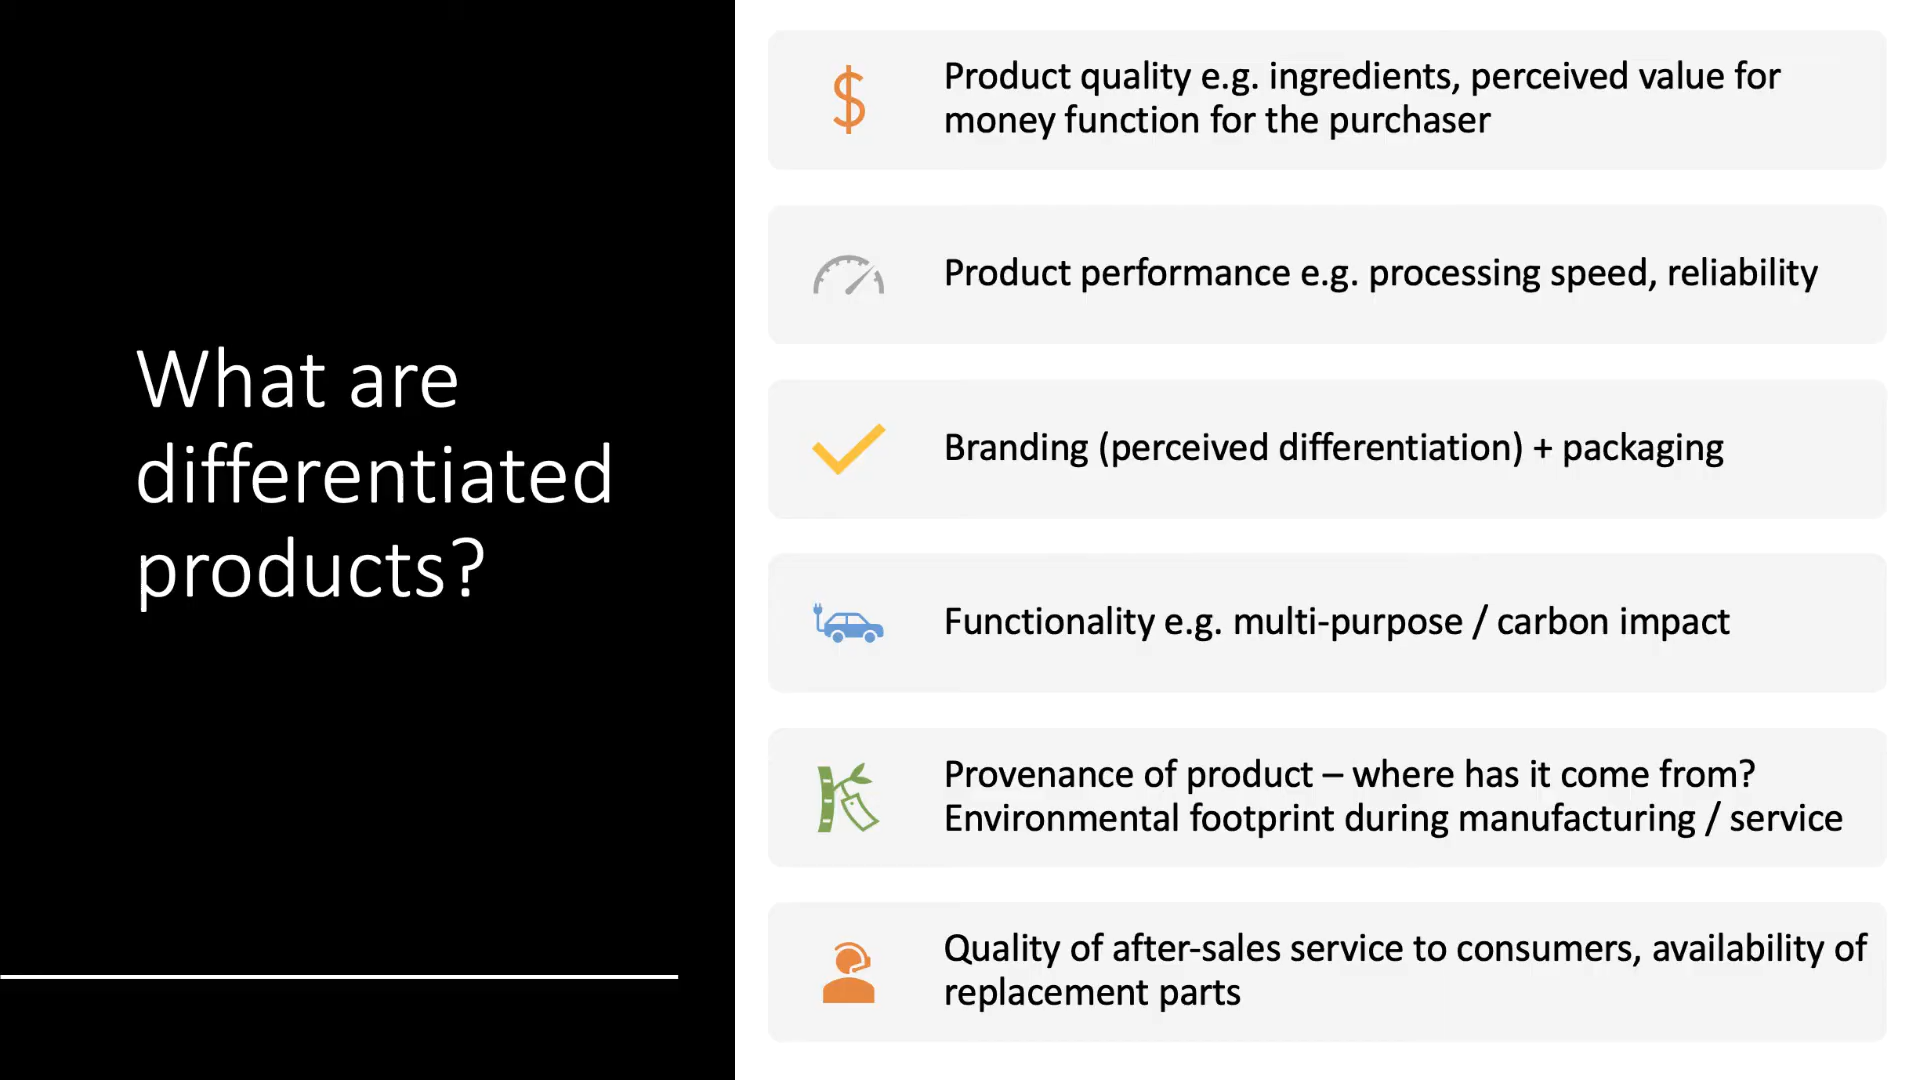 What are
differentiated
products?
Product quality e.g. ingredients, perceived value for
money function for the purchaser
Product performance e.g. processing speed, reliability
Branding (perceived differentiation) + packaging
Functionality e.g. multi-purpose / carbon impact
Provenance of product – where has it come from?
Environmental footprint during manufacturing / service
Quality of after-sales service to consumers, availability of
replacement parts